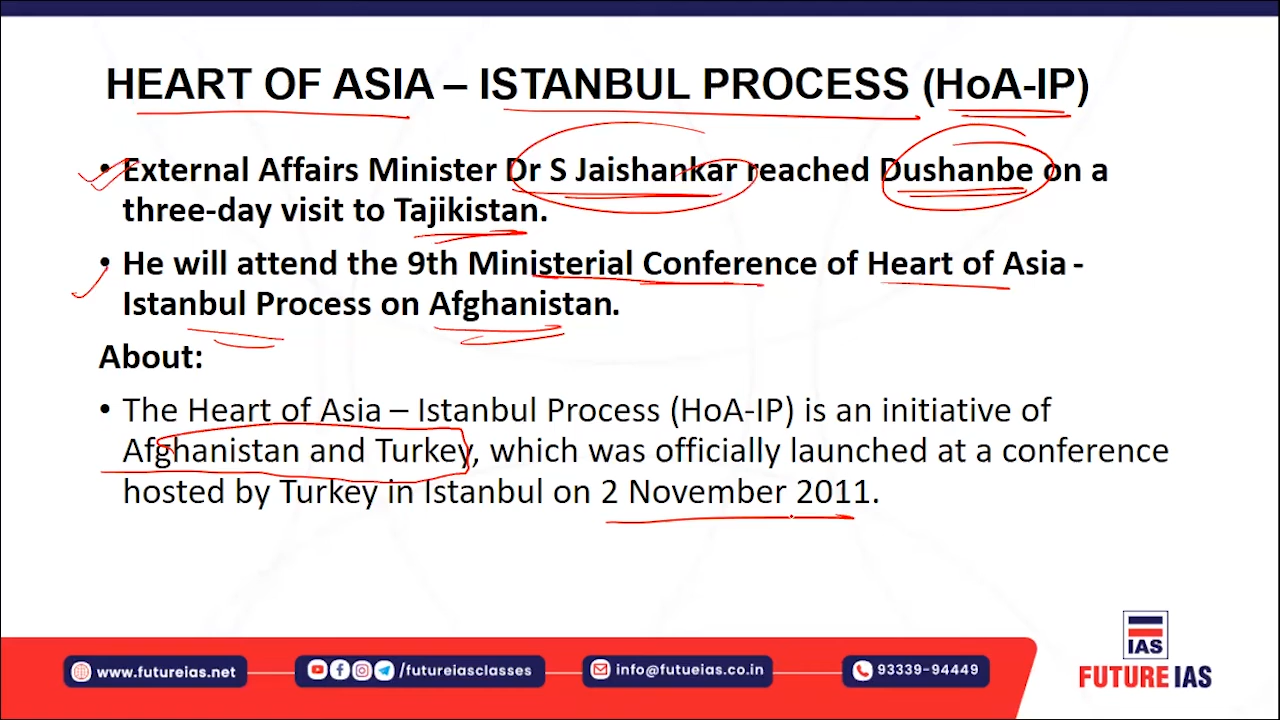 HEART OF ASIA – ISTANBUL PROCESS (HoA-IP)
• External Affairs Minister Dr S Jaishankar reached Dushanbe on a
three-day visit to Tajikistan.
• He will attend the 9th Ministerial Conference of Heart of Asia -
Istanbul Process on Afghanistan.
About:
• The Heart of Asia – Istanbul Process (HoA-IP) is an initiative of
Afghanistan and Turkey, which was officially launched at a conference
hosted by Turkey in Istanbul on 2 November 2011.
IAS
FUTURE IAS
www.futureias.net
/futureiasclasses
info@futueias.co.in
93339-94449